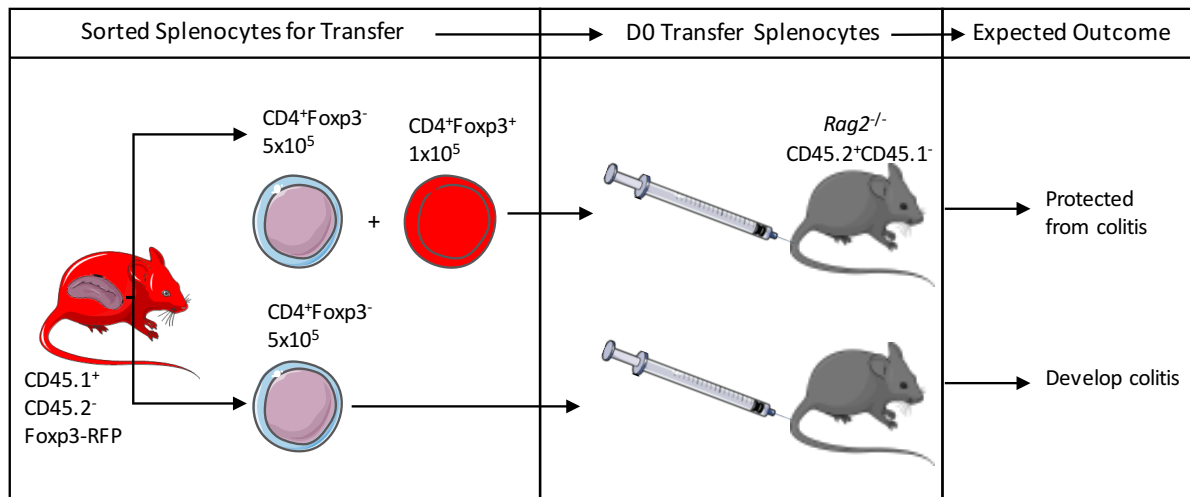 Sorted Splenocytes for Transfer
D0 Transfer Splenocytes
Expected Outcome
CD4⁺Foxp3⁻
5x10⁵
CD4⁺Foxp3⁺
1x10⁵
+
Rag2⁻/⁻
CD45.2⁺CD45.1⁻
Protected
from colitis
CD4⁺Foxp3⁻
5x10⁵
CD45.1⁺
CD45.2⁻
Foxp3-RFP
Develop colitis